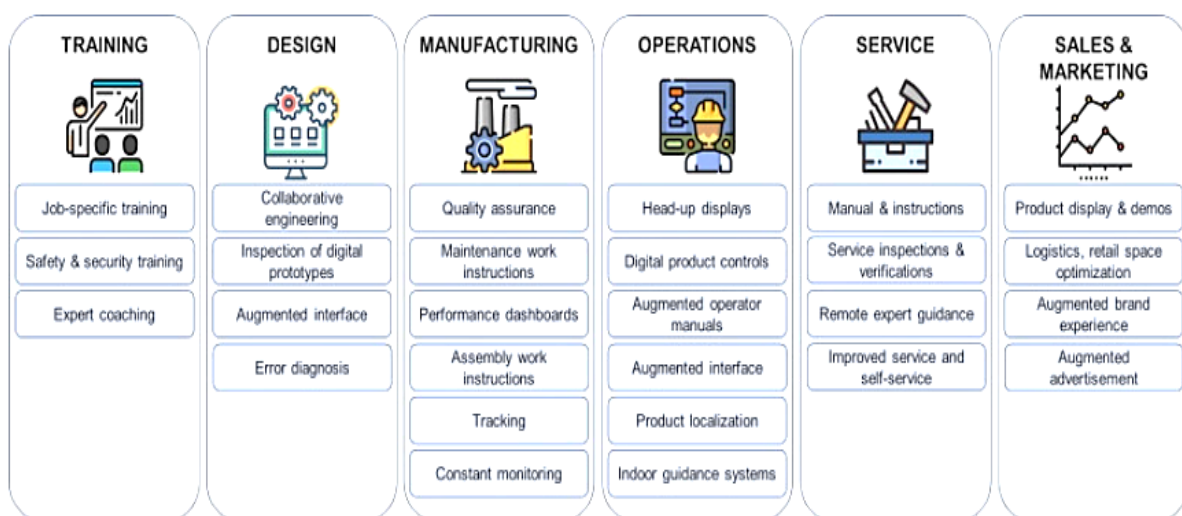 TRAINING
Job-specific training
Safety & security training
Expert coaching
DESIGN
Collaborative
engineering
Inspection of digital
prototypes
Augmented interface
Error diagnosis
MANUFACTURING
Quality assurance
Maintenance work
instructions
Performance dashboards
Assembly work
instructions
Tracking
Constant monitoring
OPERATIONS
Head-up displays
Digital product controls
Augmented operator
manuals
Augmented interface
Product localization
Indoor guidance systems
SERVICE
Manual & instructions
Service inspections &
verifications
Remote expert guidance
Improved service and
self-service
SALES &
MARKETING
Product display & demos
Logistics, retail space
optimization
Augmented brand
experience
Augmented
advertisement